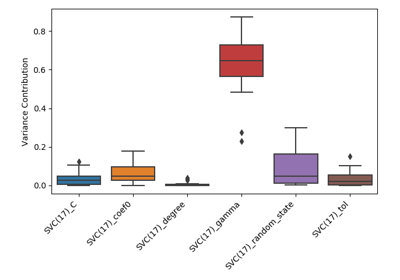 Variance Contribution
0.8
0.6
0.4
0.2
0.0
SVC(17)_C
SVC(17)_coef0
SVC(17)_degree
SVC(17)_gamma
SVC(17)_random_state
SVC(17)_tol